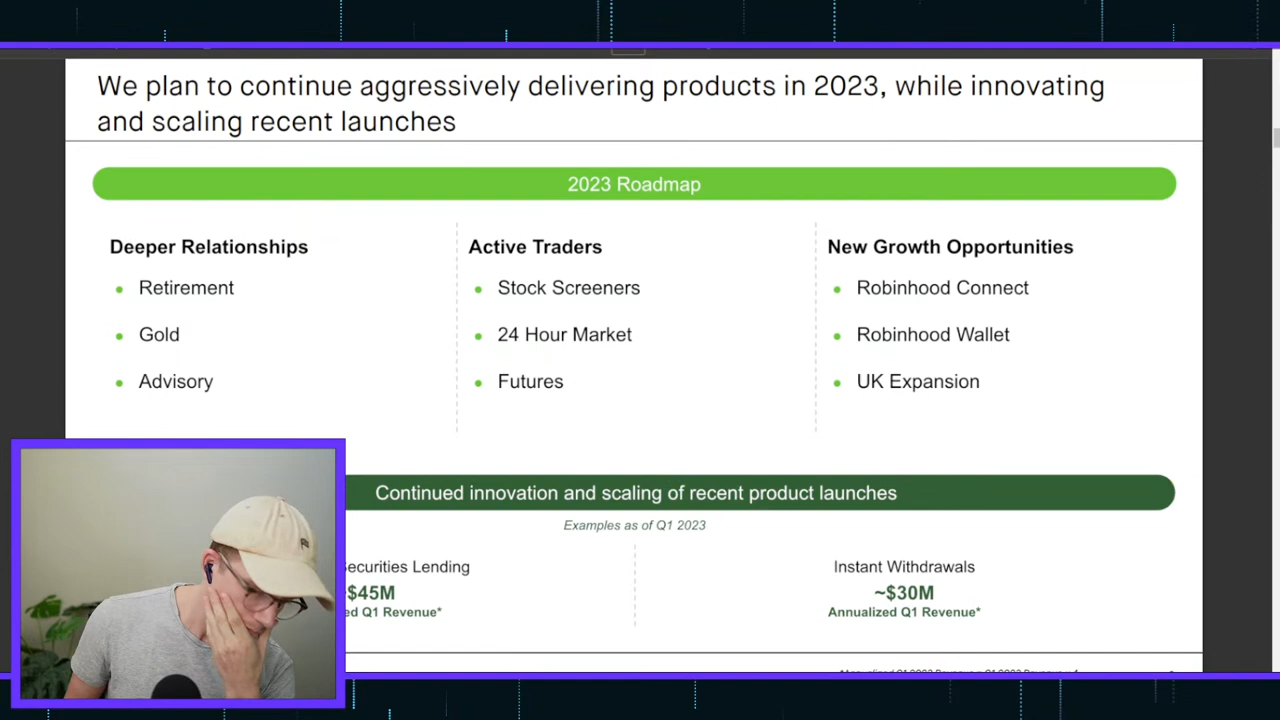 We plan to continue aggressively delivering products in 2023, while innovating
and scaling recent launches
2023 Roadmap
Deeper Relationships
Retirement
Gold
Advisory
Active Traders
Stock Screeners
24 Hour Market
Futures
New Growth Opportunities
Robinhood Connect
Robinhood Wallet
UK Expansion
Continued innovation and scaling of recent product launches
Examples as of Q1 2023
Securities Lending
~$45M
ed Q1 Revenue*
Instant Withdrawals
~$30M
Annualized Q1 Revenue*